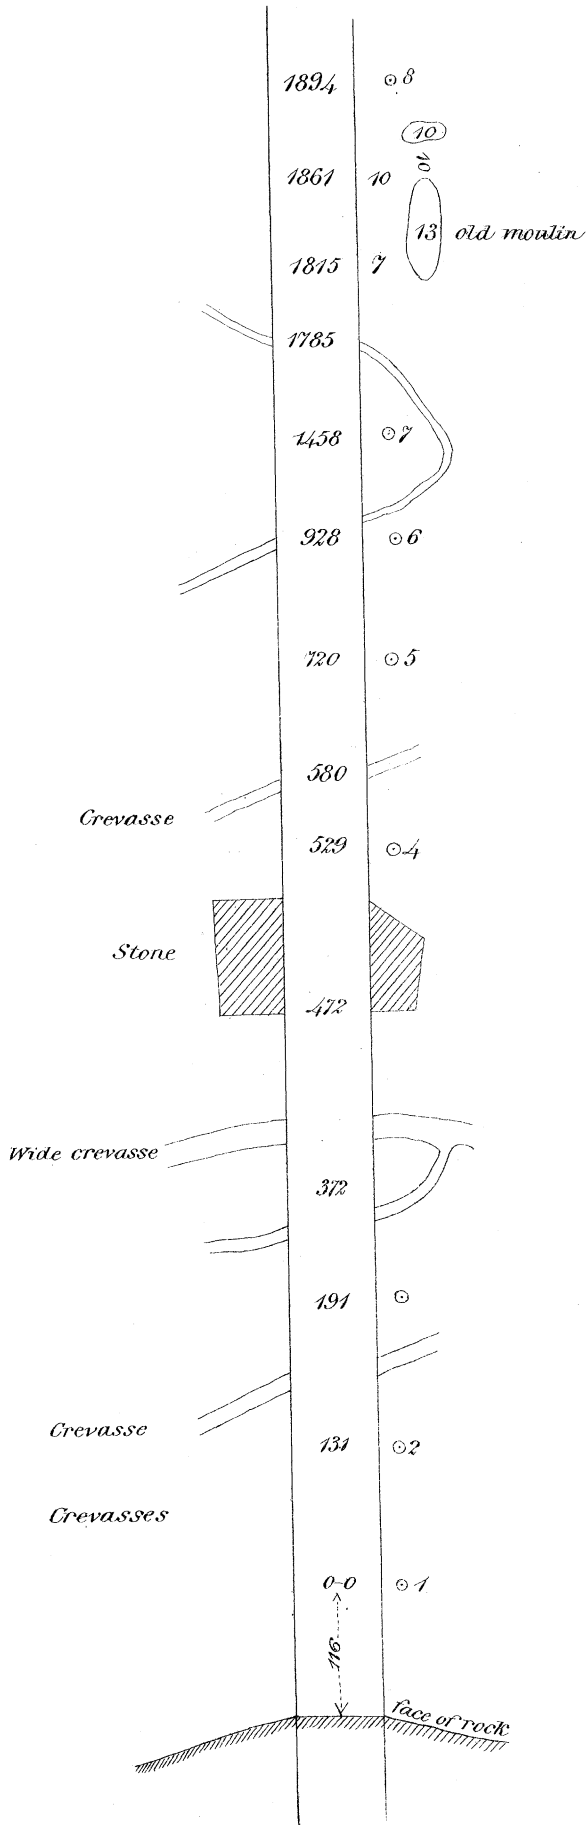 1894 8
10
10
1861 10
13 old moulin
1815 7
1785
1458 7
928 6
720 5
580
Crevasse
529 4
Stone
472
Wide crevasse
372
191
Crevasse
131 2
Crevasses
0-0 1
116
face of rock